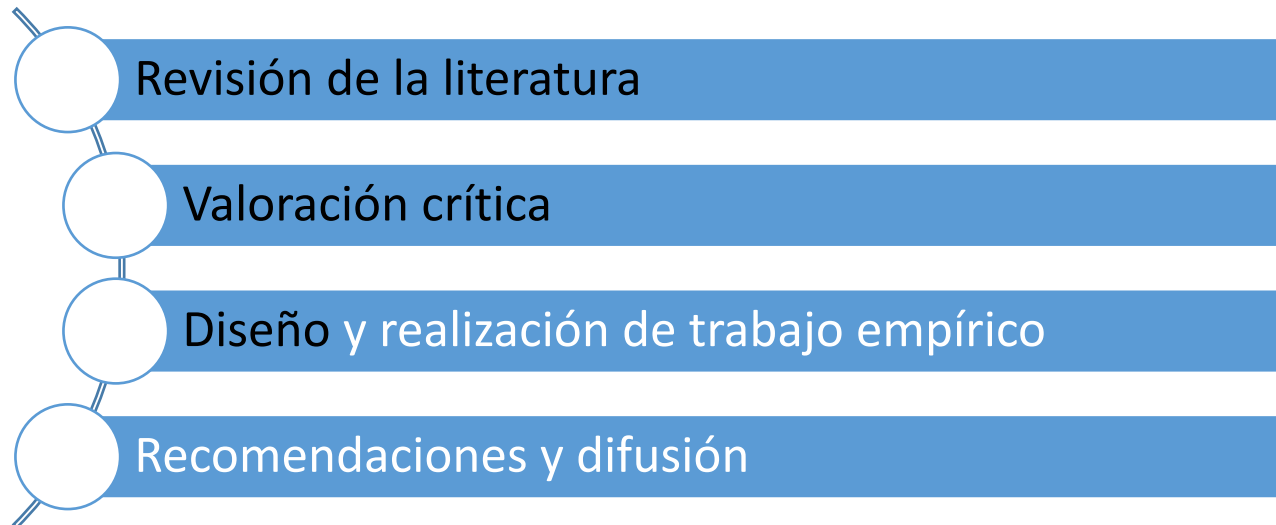 Revisión de la literatura
Valoración crítica
Diseño y realización de trabajo empírico
Recomendaciones y difusión